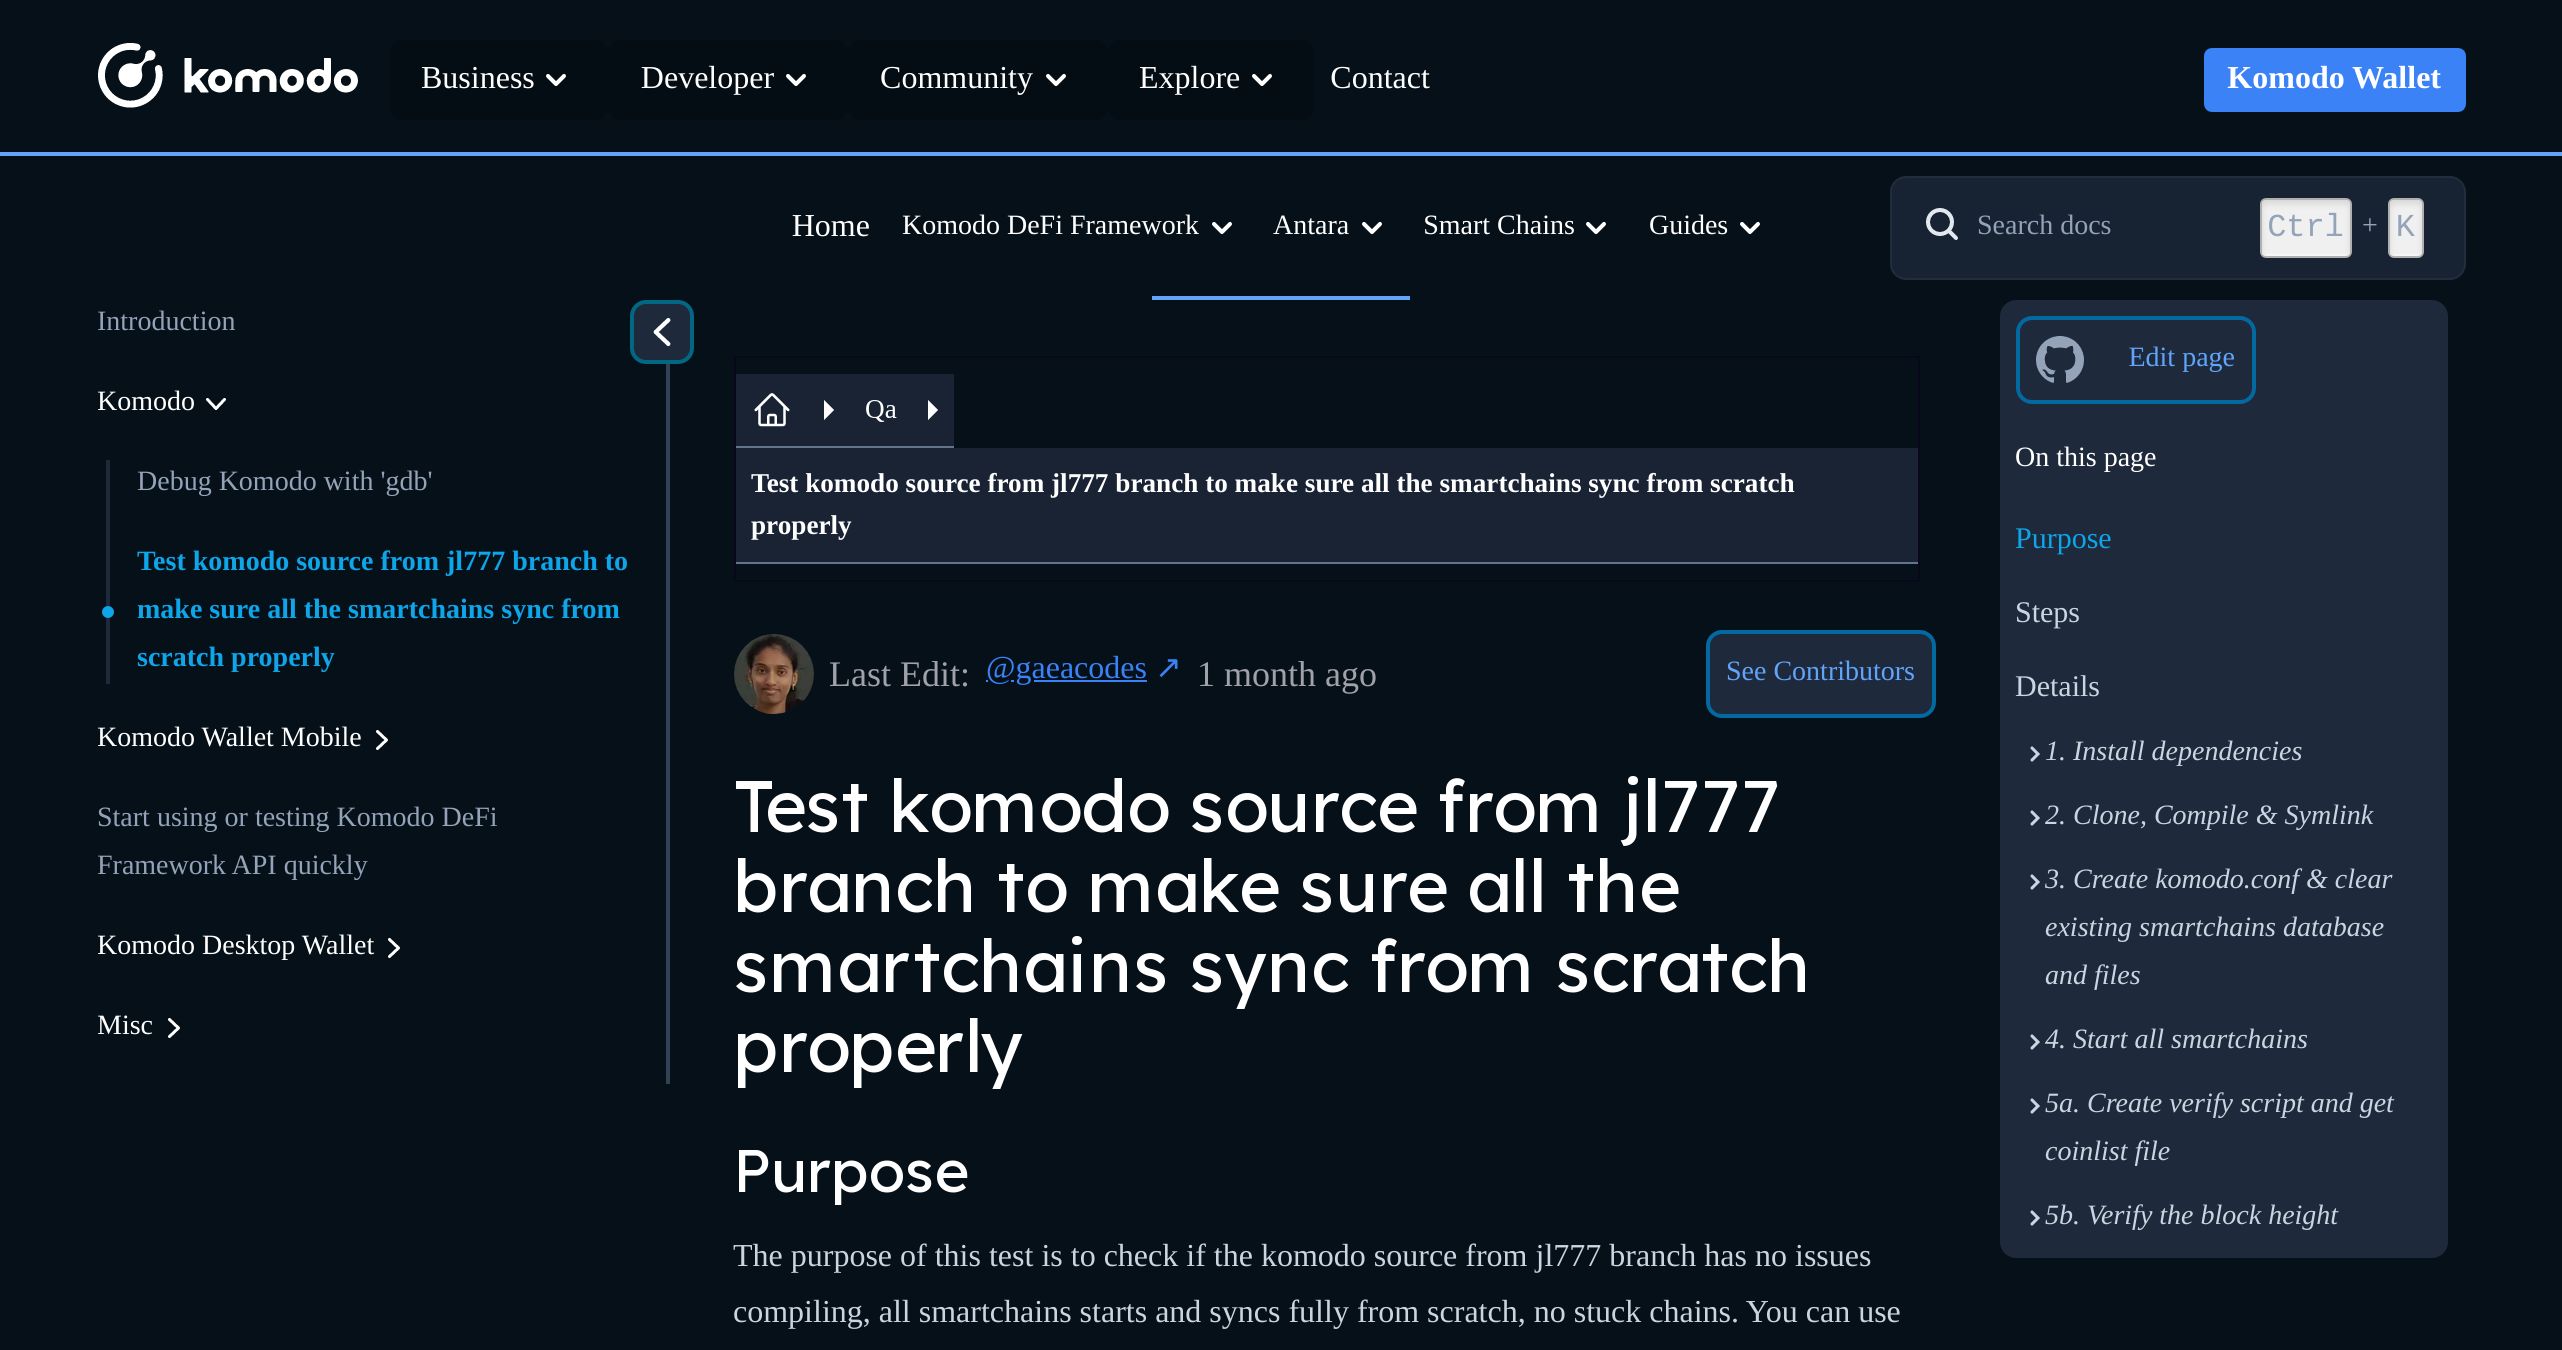 komodo
Business
Developer
Community
Explore
Contact
Komodo Wallet
Home
Komodo DeFi Framework
Antara
Smart Chains
Guides
Search docs
Ctrl + K
Introduction
Komodo
Debug Komodo with 'gdb'
Test komodo source from jl777 branch to
make sure all the smartchains sync from
scratch properly
Komodo Wallet Mobile
Start using or testing Komodo DeFi
Framework API quickly
Komodo Desktop Wallet
Misc
Qa
Test komodo source from jl777 branch to make sure all the smartchains sync from scratch
properly
Last Edit: @gaeacodes ↗ 1 month ago
See Contributors
Test komodo source from jl777
branch to make sure all the
smartchains sync from scratch
properly
Purpose
The purpose of this test is to check if the komodo source from jl777 branch has no issues
compiling, all smartchains starts and syncs fully from scratch, no stuck chains. You can use
Edit page
On this page
Purpose
Steps
Details
1. Install dependencies
2. Clone, Compile & Symlink
3. Create komodo.conf & clear
existing smartchains database
and files
4. Start all smartchains
5a. Create verify script and get
coinlist file
5b. Verify the block height